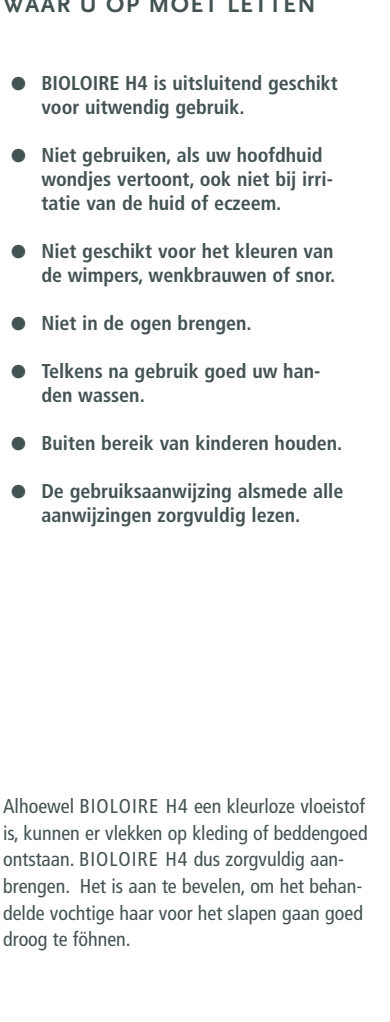 WAAR U OP MOET LETTEN
● BIOLOIRE H4 is uitsluitend geschikt
voor uitwendig gebruik.
● Niet gebruiken, als uw hoofdhuid
wondjes vertoont, ook niet bij irri-
tatie van de huid of eczeem.
● Niet geschikt voor het kleuren van
de wimpers, wenkbrauwen of snor.
● Niet in de ogen brengen.
● Telkens na gebruik goed uw han-
den wassen.
● Buiten bereik van kinderen houden.
● De gebruiksaanwijzing alsmede alle
aanwijzingen zorgvuldig lezen.
Alhoewel BIOLOIRE H4 een kleurloze vloeistof
is, kunnen er vlekken op kleding of beddengoed
ontstaan. BIOLOIRE H4 dus zorgvuldig aan-
brengen. Het is aan te bevelen, om het behan-
delde vochtige haar voor het slapen gaan goed
droog te föhnen.